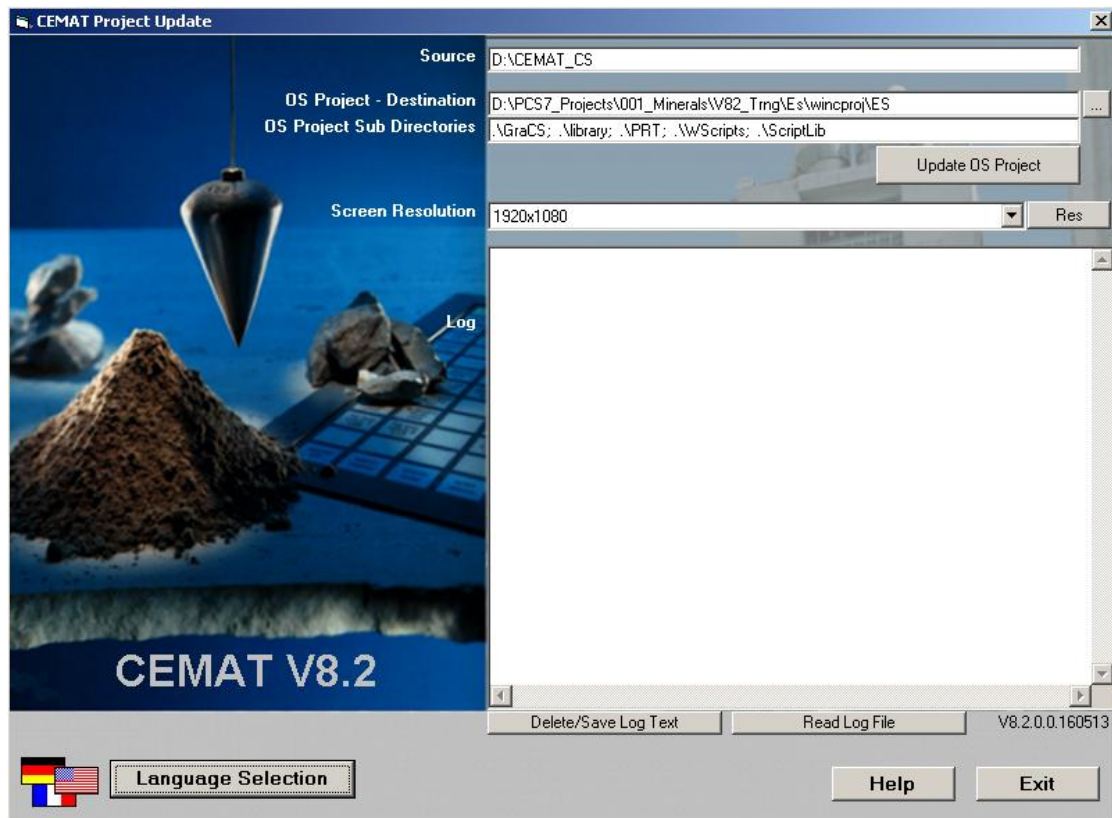 CEMAT Project Update
Source D:\CEMAT_CS
OS Project - Destination D:\PCS7_Projects\001_Minerals\V82_Trng\Es\wincproj\ES ...
OS Project Sub Directories .\GraCS; .\library; .\PRT; .\WScripts; .\ScriptLib
Update OS Project
Screen Resolution 1920x1080 Res
Log
CEMAT V8.2
Delete/Save Log Text Read Log File V8.2.0.0.160513
Language Selection Help Exit